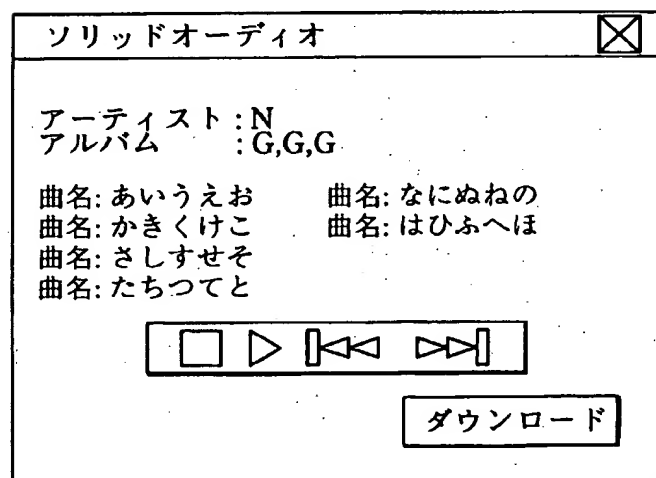 ソリッドオーディオ
アーティスト:N
アルバム :G,G,G
曲名:あいうえお 曲名:なにぬねの
曲名:かきくけこ 曲名:はひふへほ
曲名:さしすせそ
曲名:たちつてと
ダウンロード